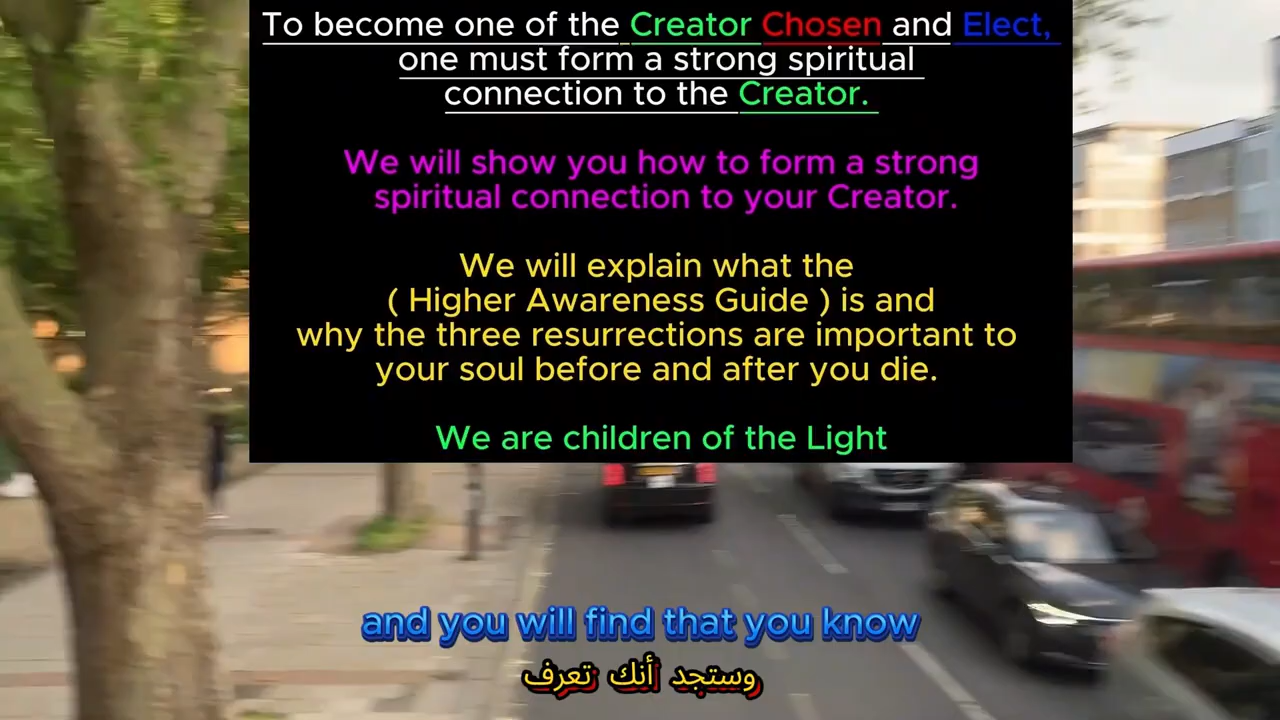 To become one of the Creator Chosen and Elect,
one must form a strong spiritual
connection to the Creator.
We will show you how to form a strong
spiritual connection to your Creator.
We will explain what the
( Higher Awareness Guide ) is and
why the three resurrections are important to
your soul before and after you die.
We are children of the Light
and you will find that you know
وستجد أنك تعرف